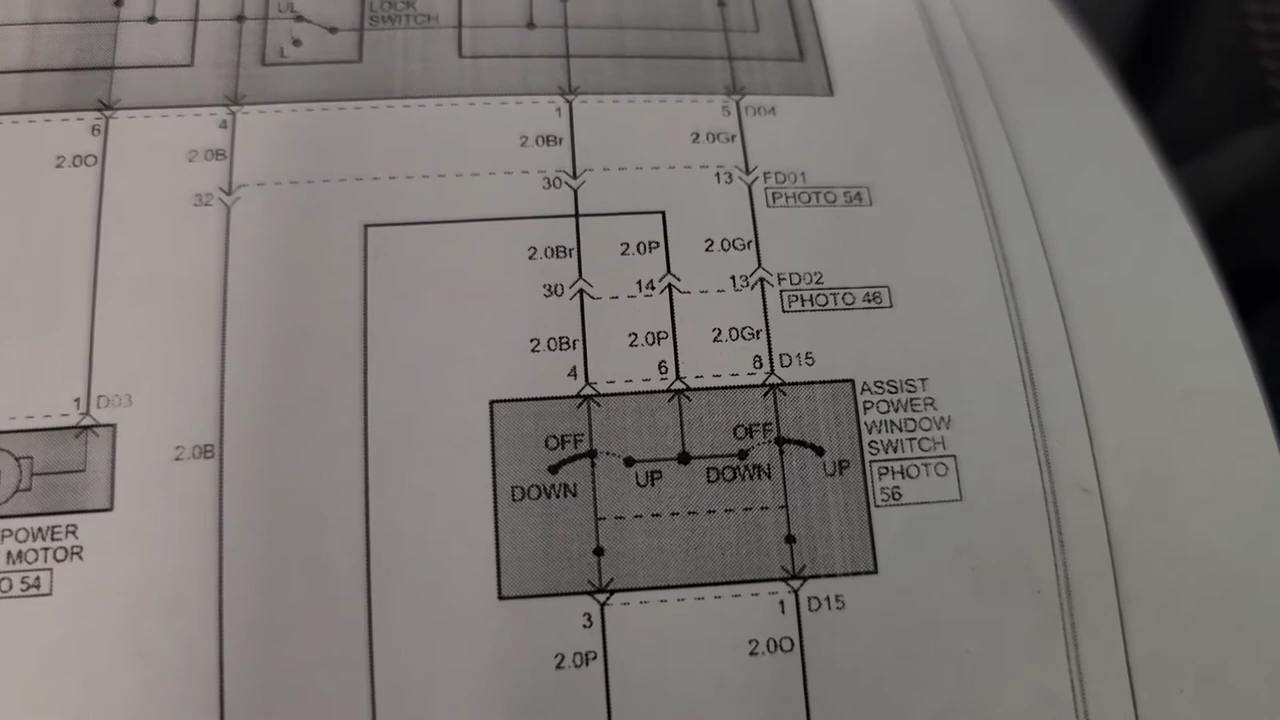 UL
LOCK
SWITCH
L
6
4
1
5
D04
2.0O
2.0B
2.0Br
2.0Gr
32
30
13
FD01
PHOTO 54
2.0Br
2.0P
2.0Gr
30
14
13
FD02
PHOTO 46
2.0Br
2.0P
2.0Gr
4
6
8
D15
1
D03
ASSIST
POWER
WINDOW
SWITCH
PHOTO
56
OFF
OFF
DOWN
UP
DOWN
UP
2.0B
POWER
MOTOR
O 54
3
1
D15
2.0P
2.0O